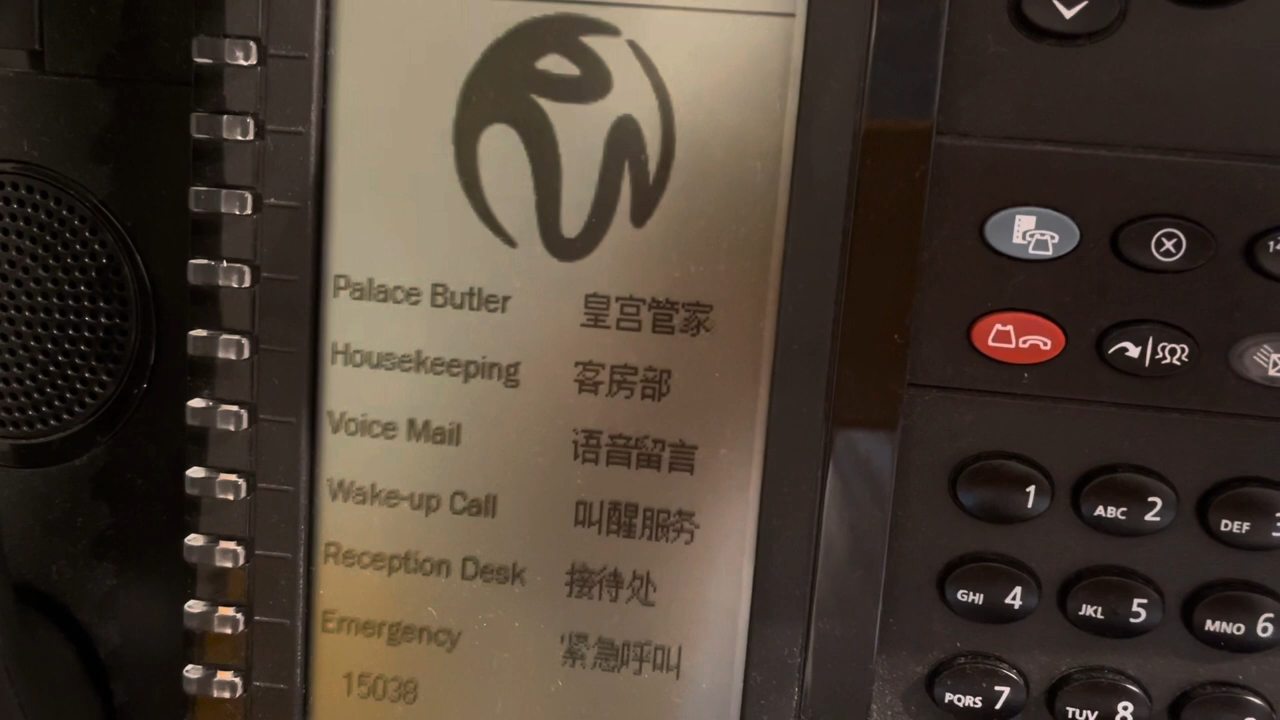 Palace Butler 皇宫管家
Housekeeping 客房部
Voice Mail 语音留言
Wake-up Call 叫醒服务
Reception Desk 接待处
Emergency 紧急呼叫
15038
1
ABC 2
DEF
GHI 4
JKL 5
MNO 6
PQRS 7
TUV 8